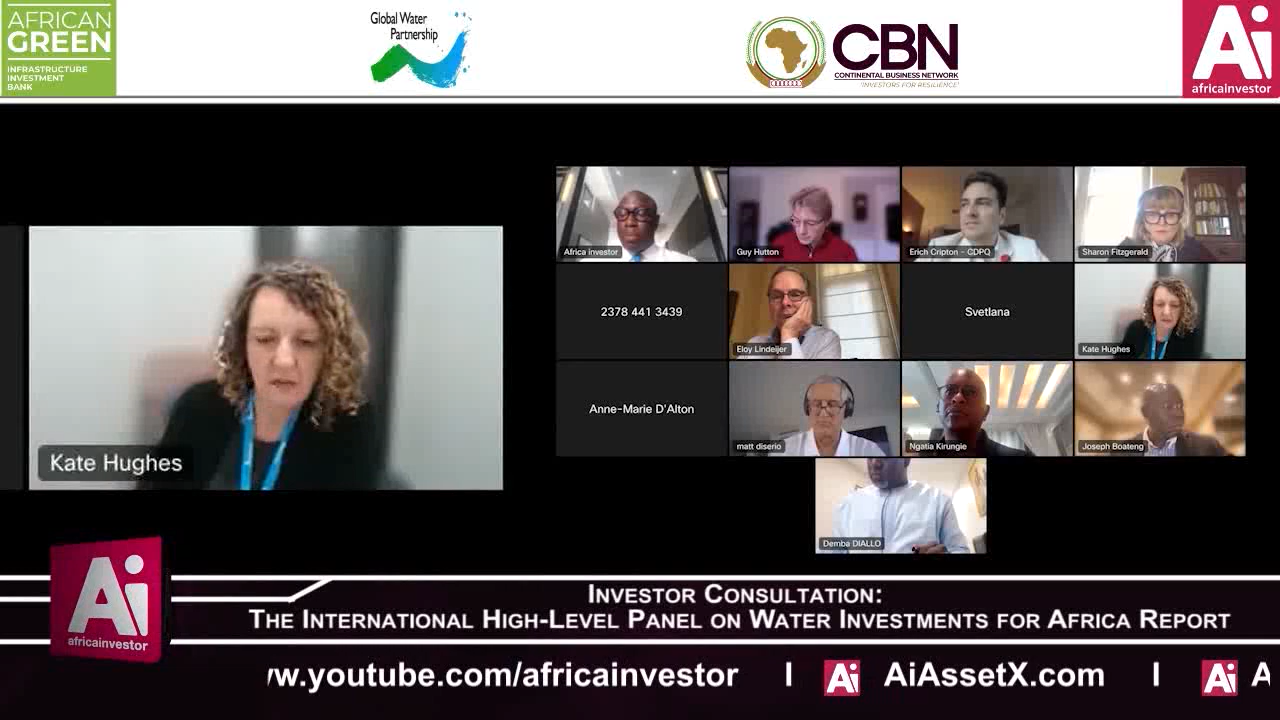 AFRICAN
GREEN
INFRASTRUCTURE
INVESTMENT
BANK
Global Water
Partnership
CBN
CONTINENTAL BUSINESS NETWORK
'INVESTORS FOR RESILIENCE'
Ai
africainvestor
Africa investor
Guy Hutton
Erich Cripton - CDPQ
Sharon Fitzgerald
2378 441 3439
Eloy Lindeijer
Svetlana
Kate Hughes
Anne-Marie D'Alton
matt diserio
Ngatia Kirungie
Joseph Boateng
Demba DIALLO
Kate Hughes
Ai
africainvestor
INVESTOR CONSULTATION:
THE INTERNATIONAL HIGH-LEVEL PANEL ON WATER INVESTMENTS FOR AFRICA REPORT
w.youtube.com/africainvestor | Ai AiAssetX.com | Ai A